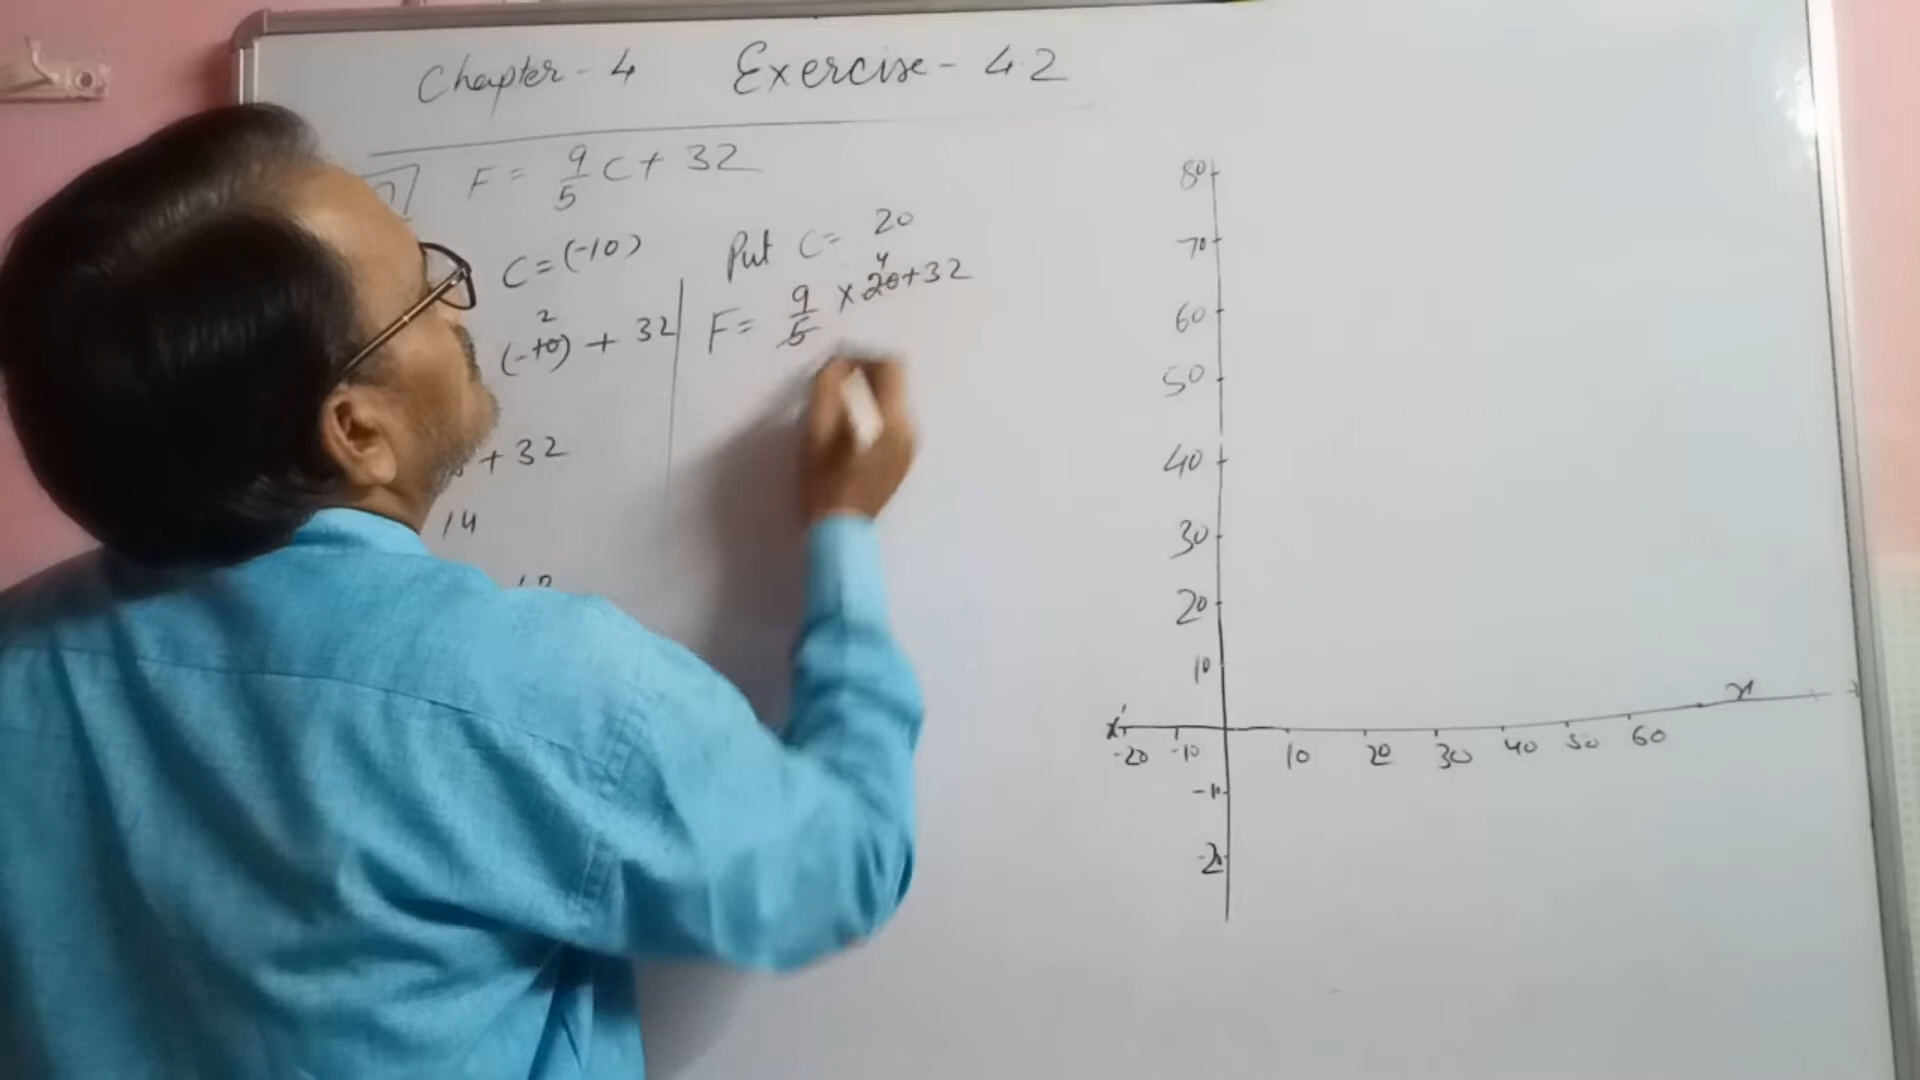 Chapter - 4 Exercise - 4.2
F = 9/5 C + 32
C = (-10)
2
(-10) + 32
+ 32
14
Put C = 20
4
F = 9/5 × 20 + 32
80
70
60
50
40
30
20
10
x' x
-20 -10 10 20 30 40 50 60